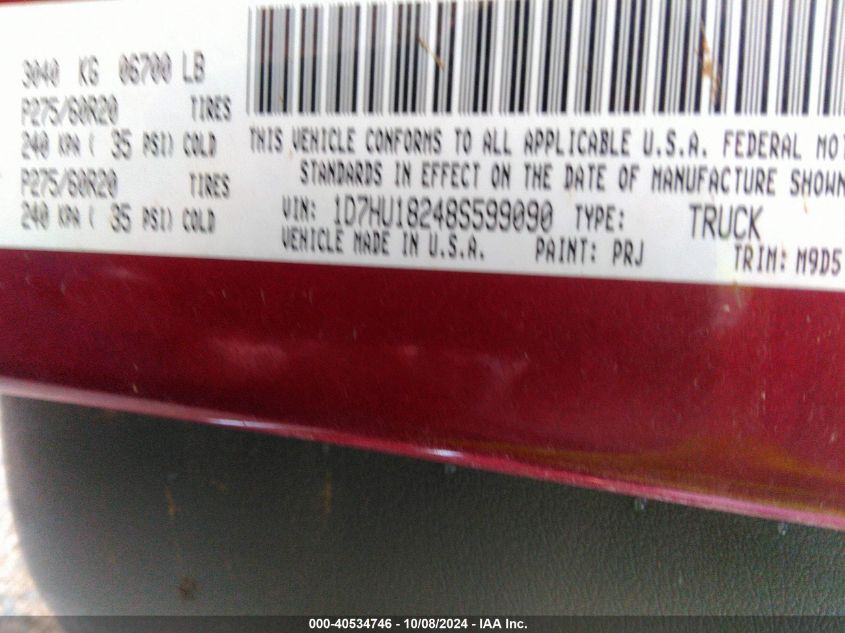 3040 KG 06700 LB
P275/60R20 TIRES
240 KPA ( 35 PSI) COLD
P275/60R20 TIRES
240 KPA ( 35 PSI) COLD
THIS VEHICLE CONFORMS TO ALL APPLICABLE U.S.A. FEDERAL MOT
STANDARDS IN EFFECT ON THE DATE OF MANUFACTURE SHOWN
VIN: 1D7HU18248S599090 TYPE: TRUCK
VEHICLE MADE IN U.S.A. PAINT: PRJ TRIM: M9D5
000-40534746 - 10/08/2024 - IAA Inc.